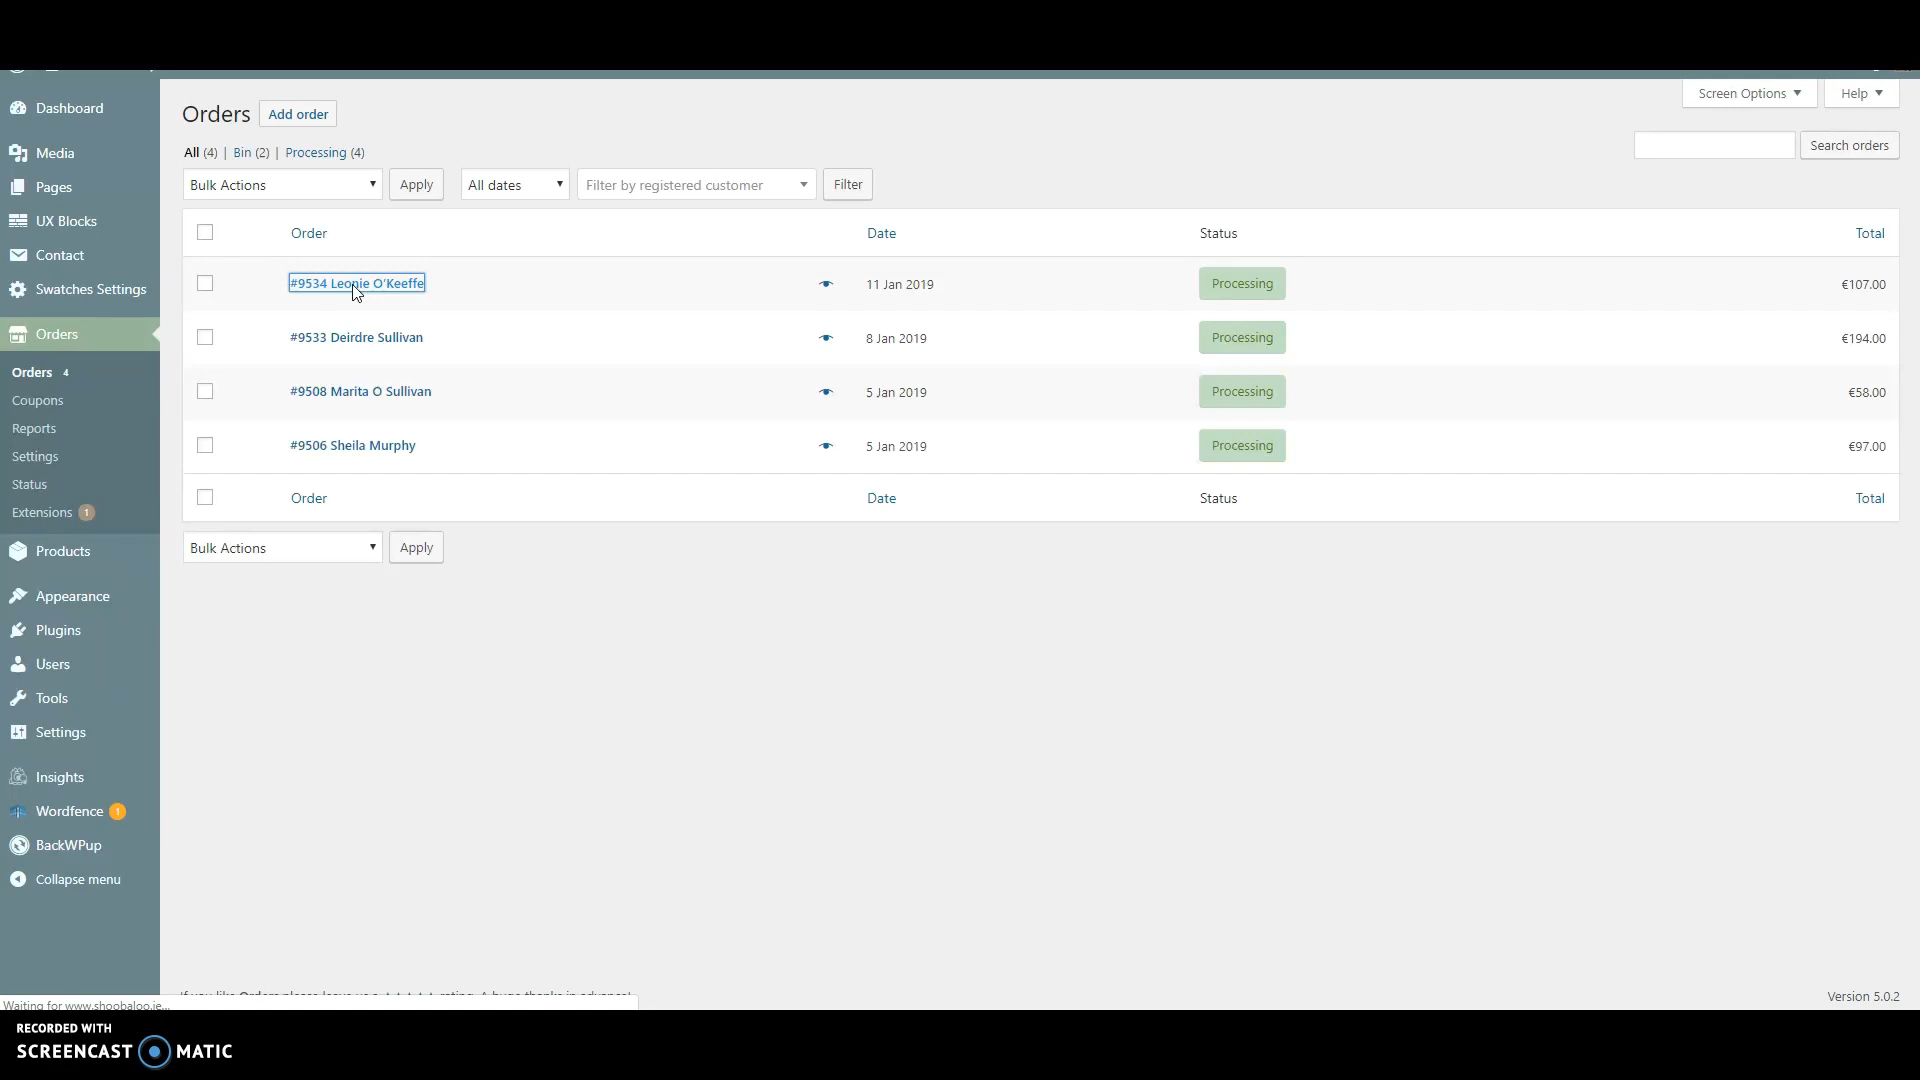 Dashboard
Media
Pages
UX Blocks
Contact
Swatches Settings
Orders
Orders 4
Coupons
Reports
Settings
Status
Extensions 1
Products
Appearance
Plugins
Users
Tools
Settings
Insights
Wordfence 1
BackWPup
Collapse menu
Screen Options Help
Orders Add order
All (4) | Bin (2) | Processing (4)
Search orders
Bulk Actions Apply All dates Filter by registered customer Filter
Order Date Status Total
#9534 Leonie O'Keeffe 11 Jan 2019 Processing €107.00
#9533 Deirdre Sullivan 8 Jan 2019 Processing €194.00
#9508 Marita O Sullivan 5 Jan 2019 Processing €58.00
#9506 Sheila Murphy 5 Jan 2019 Processing €97.00
Order Date Status Total
Bulk Actions Apply
Version 5.0.2
Waiting for www.shoobaloo.ie...
RECORDED WITH
SCREENCAST MATIC